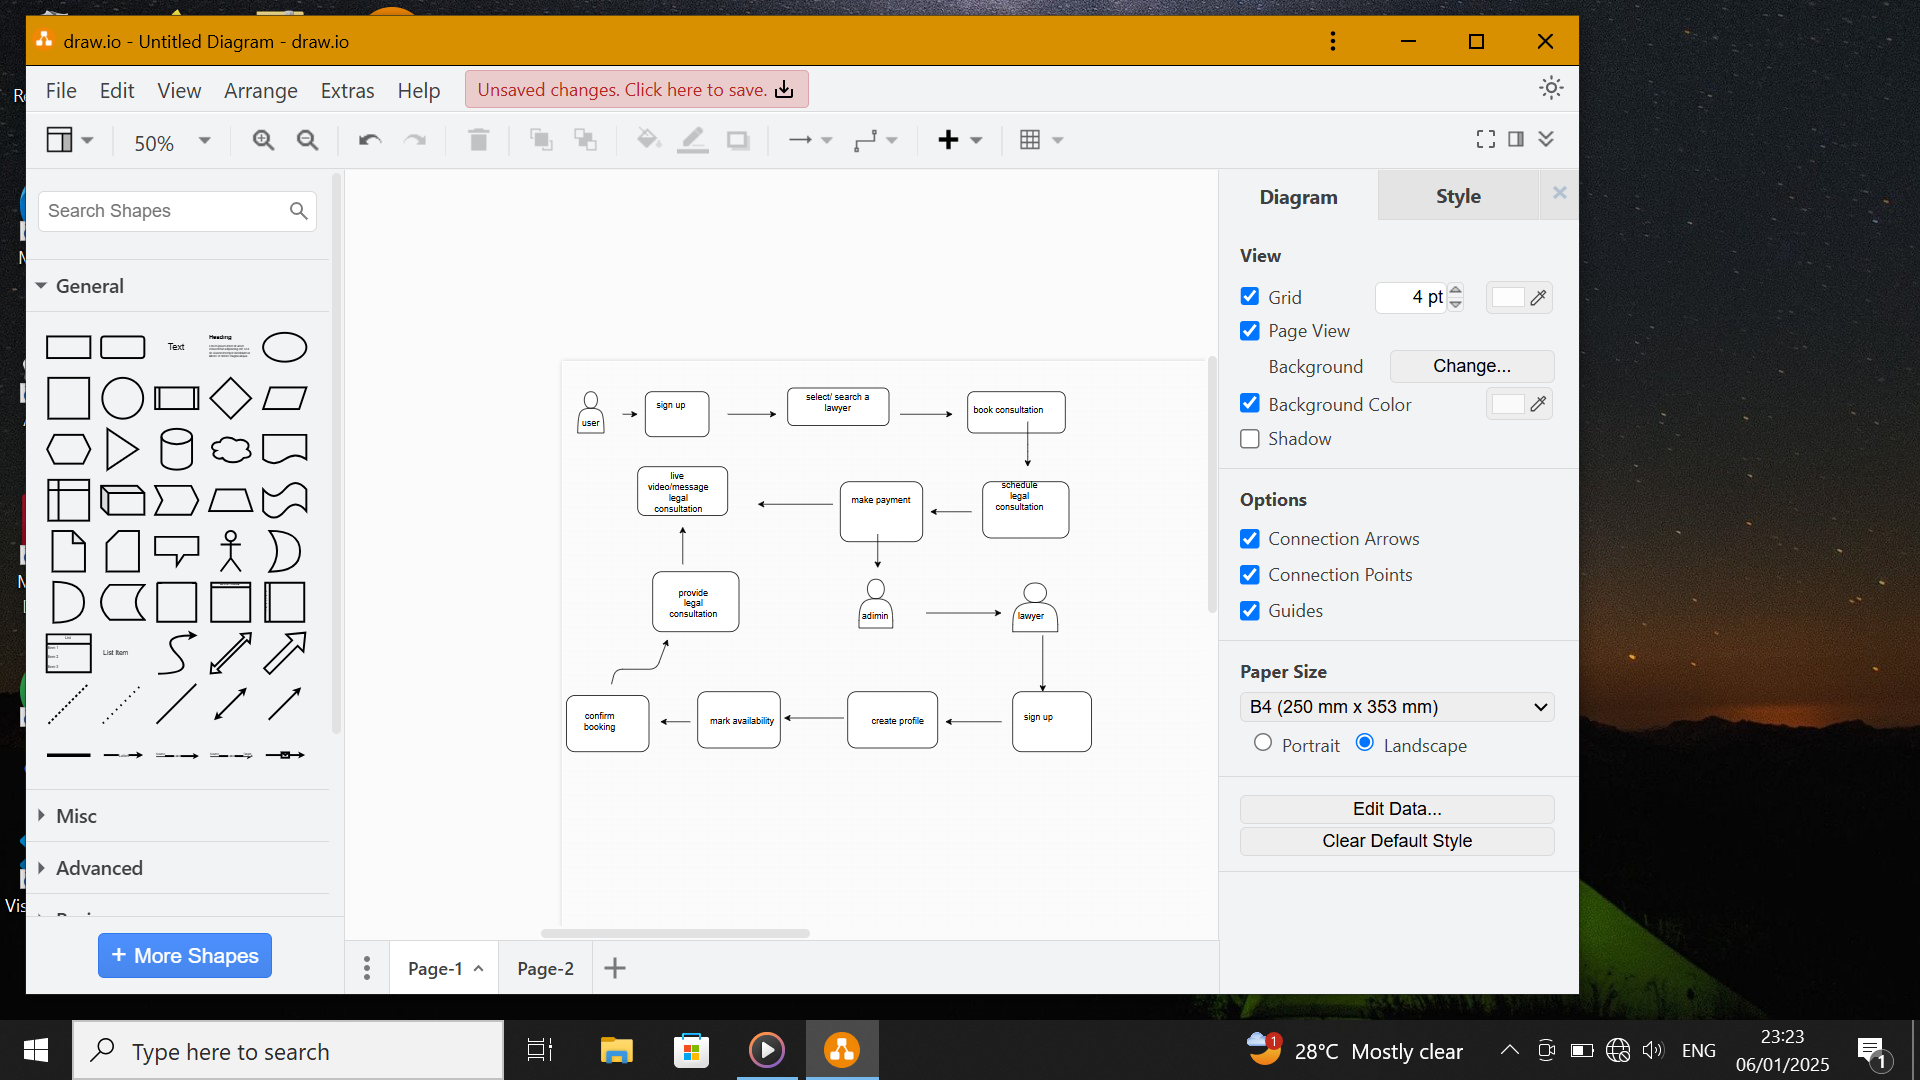 draw.io - Untitled Diagram - draw.io
File Edit View Arrange Extras Help
Unsaved changes. Click here to save.
50%
Search Shapes
General
Text
Heading
List Item
Misc
Advanced
+ More Shapes
user
sign up
select/ search a
lawyer
book consultation
live
video/message
legal
consultation
make payment
schedule
legal
consultation
provide
legal
consultation
adimin
lawyer
confirm
booking
mark availability
create profile
sign up
Page-1
Page-2
Diagram
Style
View
Grid
4 pt
Page View
Background
Change...
Background Color
Shadow
Options
Connection Arrows
Connection Points
Guides
Paper Size
B4 (250 mm x 353 mm)
Portrait
Landscape
Edit Data...
Clear Default Style
Type here to search
1
28°C Mostly clear
ENG
23:23
06/01/2025
1